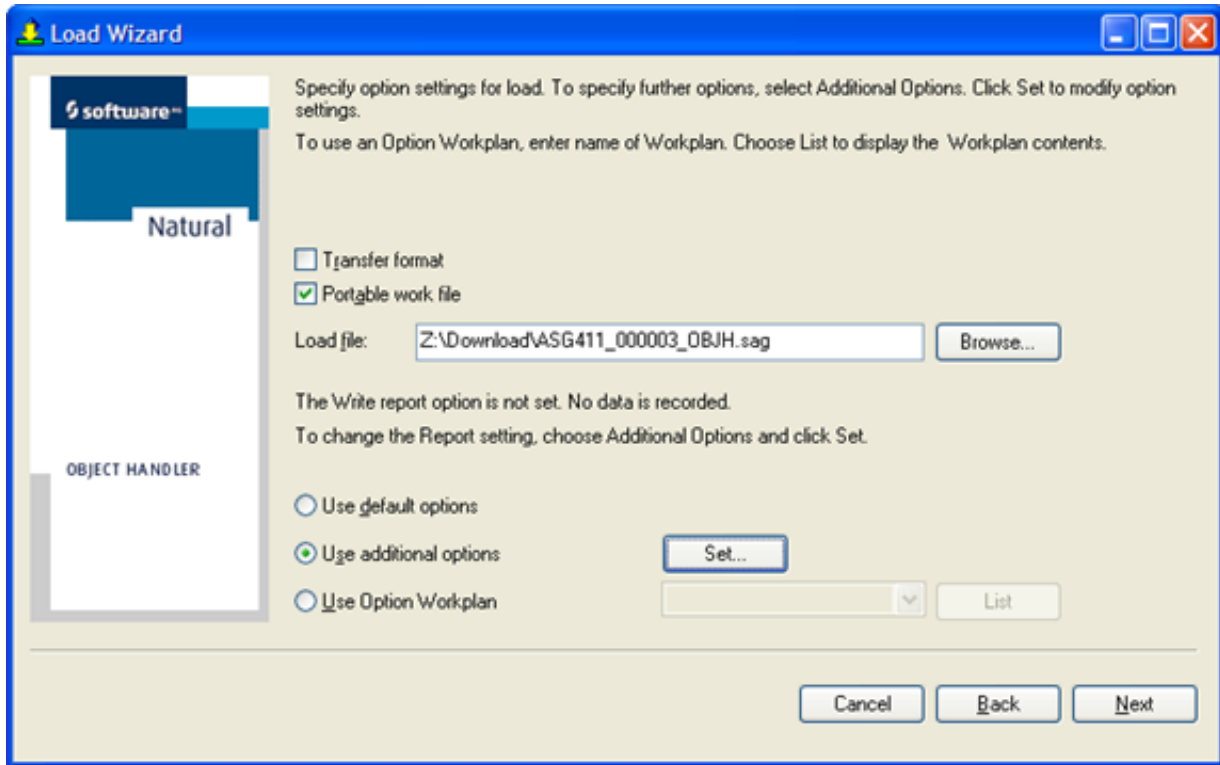 Load Wizard
Specify option settings for load. To specify further options, select Additional Options. Click Set to modify option
settings.
To use an Option Workplan, enter name of Workplan. Choose List to display the Workplan contents.
software AG
Natural
Transfer format
Portable work file
Load file: Z:\Download\ASG411_000003_OBJH.sag Browse...
The Write report option is not set. No data is recorded.
To change the Report setting, choose Additional Options and click Set.
OBJECT HANDLER
Use default options
Use additional options Set...
Use Option Workplan List
Cancel Back Next